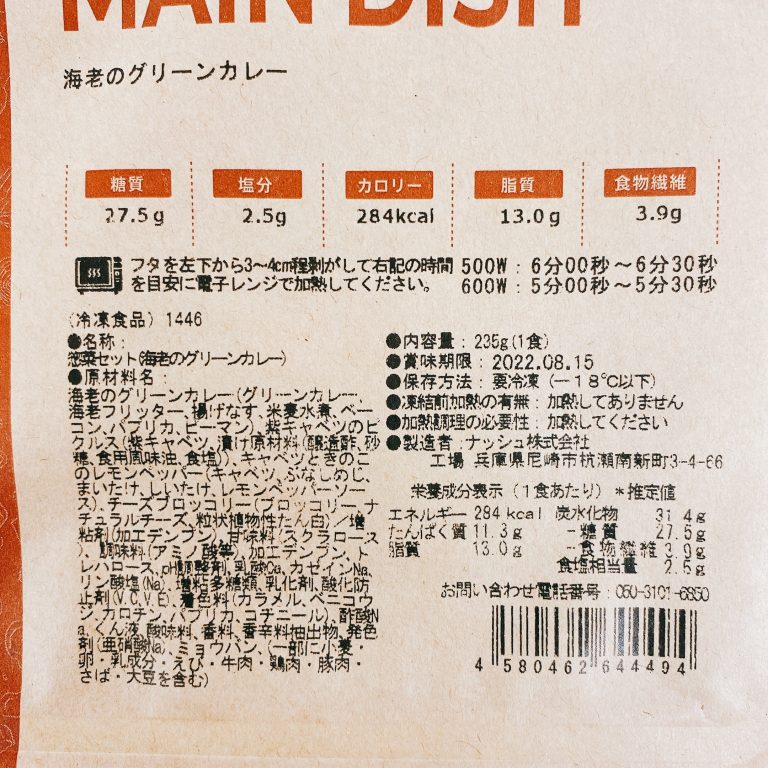 MAIN DISH
海老のグリーンカレー
糖質 塩分 カロリー 脂質 食物繊維
27.5g 2.5g 284kcal 13.0g 3.9g
フタを左下から3〜4cm程剥がして右記の時間
を目安に電子レンジで加熱してください。
500W：6分00秒〜6分30秒
600W：5分00秒〜5分30秒
（冷凍食品）1446
●名称：
惣菜セット(海老のグリーンカレー)
●原材料名：
海老のグリーンカレー(グリーンカレー、
海老フリッター、揚げなす、米養水煮、ベー
コン、パプリカ、ピーマン)、紫キャベツのピ
クルス(紫キャベツ、漬け原材料(醸造酢、砂
糖、食用風味油、食塩))、キャベツときのこ
のレモンペッパー(キャベツ、ぶなしめじ、
まいたけ、しいたけ、レモンペッパーソー
ス)、チーズブロッコリー(ブロッコリー、ナ
チュラルチーズ、粒状植物性たん白)／増
粘剤(加工デンプン)、甘味料(スクラロース
)、調味料(アミノ酸等)、加工デンプン、ト
レハロース、pH調整剤、乳酸Ca、カゼインNa、
リン酸塩(Na)、増粘多糖類、乳化剤、酸化防
止剤(V.C、V.E)、着色料(カラメル、ベニコウ
ジ、カロテン、パプリカ、コチニール)、酢酸N
a、くん液、酸味料、香料、香辛料抽出物、発色
剤(亜硝酸Na)、ミョウバン、(一部に小麦・
卵・乳成分・えび・牛肉・鶏肉・豚肉・
さば・大豆を含む)
●内容量：235g(1食)
●賞味期限：2022.08.15
●保存方法：要冷凍（－18℃以下）
●凍結前加熱の有無：加熱してありません
●加熱調理の必要性：加熱してください
●製造者：ナッシュ株式会社
工場 兵庫県尼崎市杭瀬南新町3-4-66
栄養成分表示（1食あたり）＊推定値
エネルギー 284kcal 炭水化物 31.4g
たんぱく質 11.3g －糖質 27.5g
脂質 13.0g －食物繊維 3.9g
食塩相当量 2.5g
お問い合わせ電話番号：050-3101-6850
4 580462 644494